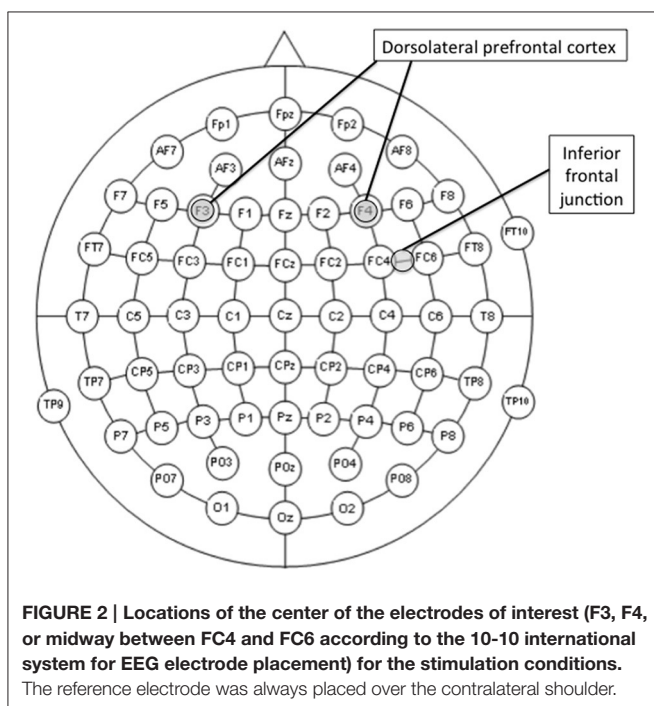 Dorsolateral prefrontal cortex
Inferior
frontal
junction
Fp1 Fpz Fp2
AF7 AF3 AFz AF4 AF8
F7 F5 F3 F1 Fz F2 F4 F6 F8
FT7 FC5 FC3 FC1 FCz FC2 FC4 FC6 FT8 FT10
T7 C5 C3 C1 Cz C2 C4 C6 T8
TP9 TP7 CP5 CP3 CP1 CPz CP2 CP4 CP6 TP8 TP10
P7 P5 P3 P1 Pz P2 P4 P6 P8
PO7 PO3 POz PO4 PO8
O1 Oz O2
FIGURE 2 | Locations of the center of the electrodes of interest (F3, F4,
or midway between FC4 and FC6 according to the 10-10 international
system for EEG electrode placement) for the stimulation conditions.
The reference electrode was always placed over the contralateral shoulder.